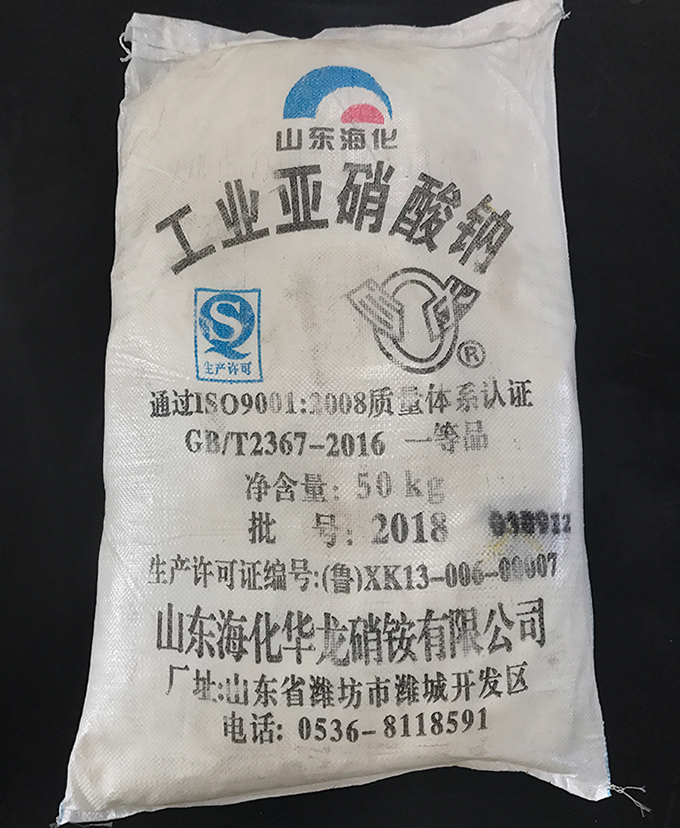 山东海化
工业亚硝酸钠
生产许可
®
通过ISO9001:2008质量体系认证
GB/T2367-2016 一等品
净含量: 50 kg
批 号: 2018
生产许可证编号:(鲁)XK13-006-00007
山东海化华龙硝铵有限公司
厂址:山东省潍坊市潍城开发区
电话: 0536-8118591